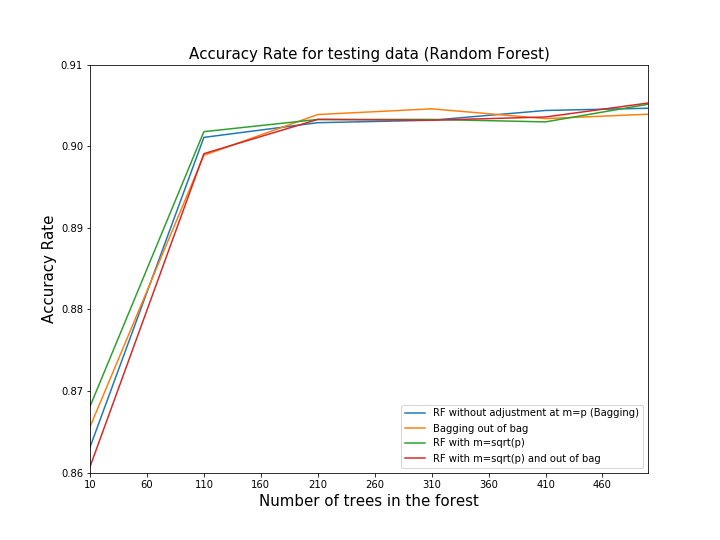 Accuracy Rate for testing data (Random Forest)
0.91
0.90
0.89
0.88
0.87
0.86
Accuracy Rate
10 60 110 160 210 260 310 360 410 460
Number of trees in the forest
RF without adjustment at m=p (Bagging)
Bagging out of bag
RF with m=sqrt(p)
RF with m=sqrt(p) and out of bag